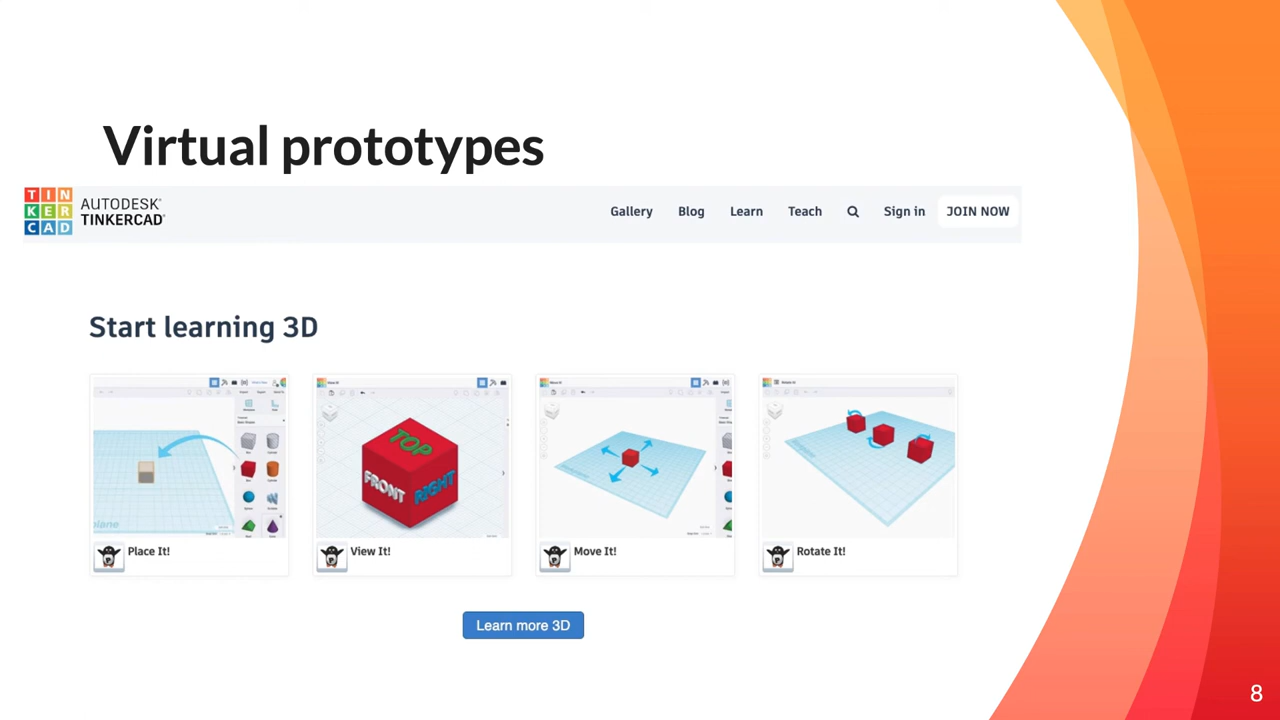 Virtual prototypes
TIN
KER
CAD
AUTODESK®
TINKERCAD®
Gallery
Blog
Learn
Teach
Sign in
JOIN NOW
Start learning 3D
TOP
FRONT
RIGHT
Place It!
View It!
Move It!
Rotate It!
Learn more 3D
8